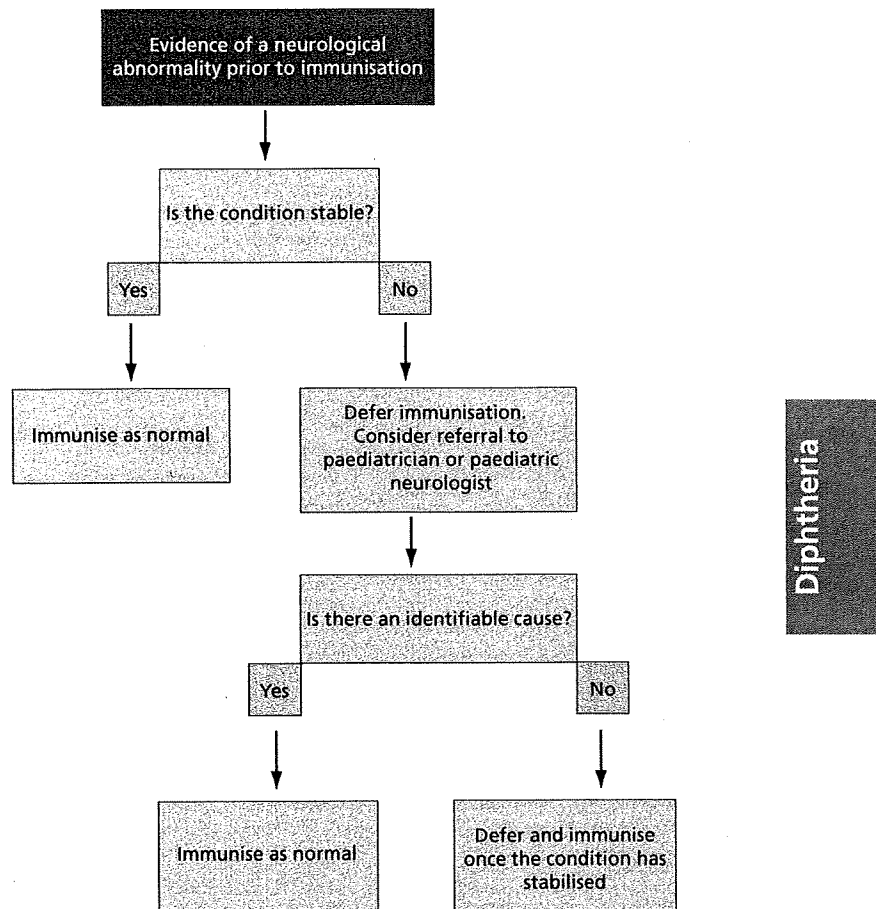 Evidence of a neurological
abnormality prior to immunisation
Is the condition stable?
Yes
No
Immunise as normal
Defer immunisation.
Consider referral to
paediatrician or paediatric
neurologist
Diphtheria
Is there an identifiable cause?
Yes
No
Immunise as normal
Defer and immunise
once the condition has
stabilised